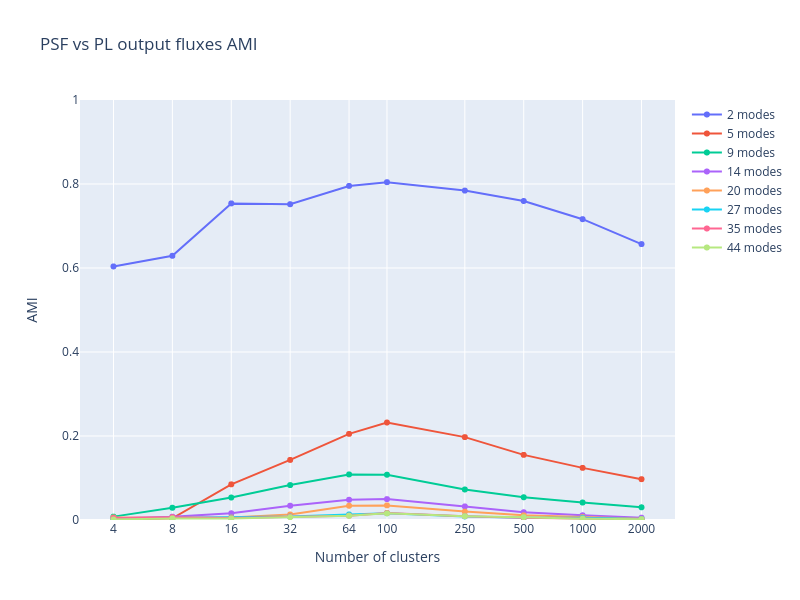 PSF vs PL output fluxes AMI
1
0.8
0.6
0.4
0.2
0
AMI
4 8 16 32 64 100 250 500 1000 2000
Number of clusters
2 modes
5 modes
9 modes
14 modes
20 modes
27 modes
35 modes
44 modes